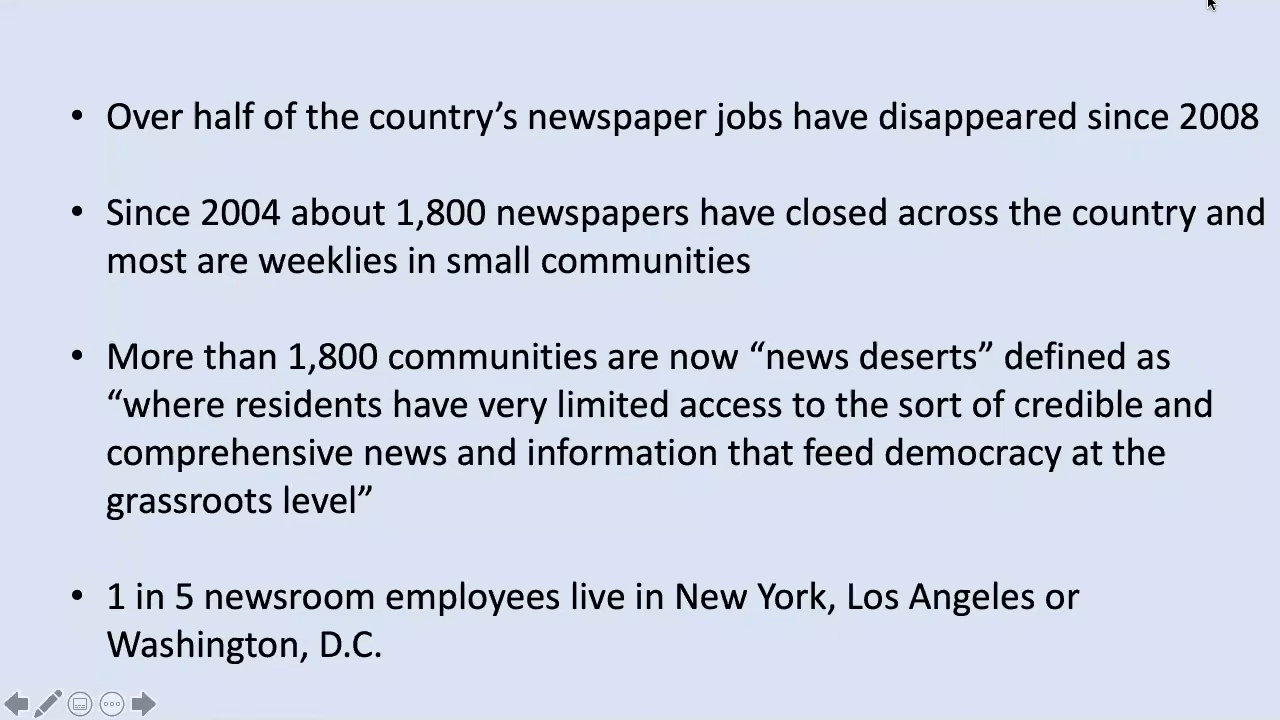 • Over half of the country’s newspaper jobs have disappeared since 2008
• Since 2004 about 1,800 newspapers have closed across the country and
most are weeklies in small communities
• More than 1,800 communities are now “news deserts” defined as
“where residents have very limited access to the sort of credible and
comprehensive news and information that feed democracy at the
grassroots level”
• 1 in 5 newsroom employees live in New York, Los Angeles or
Washington, D.C.